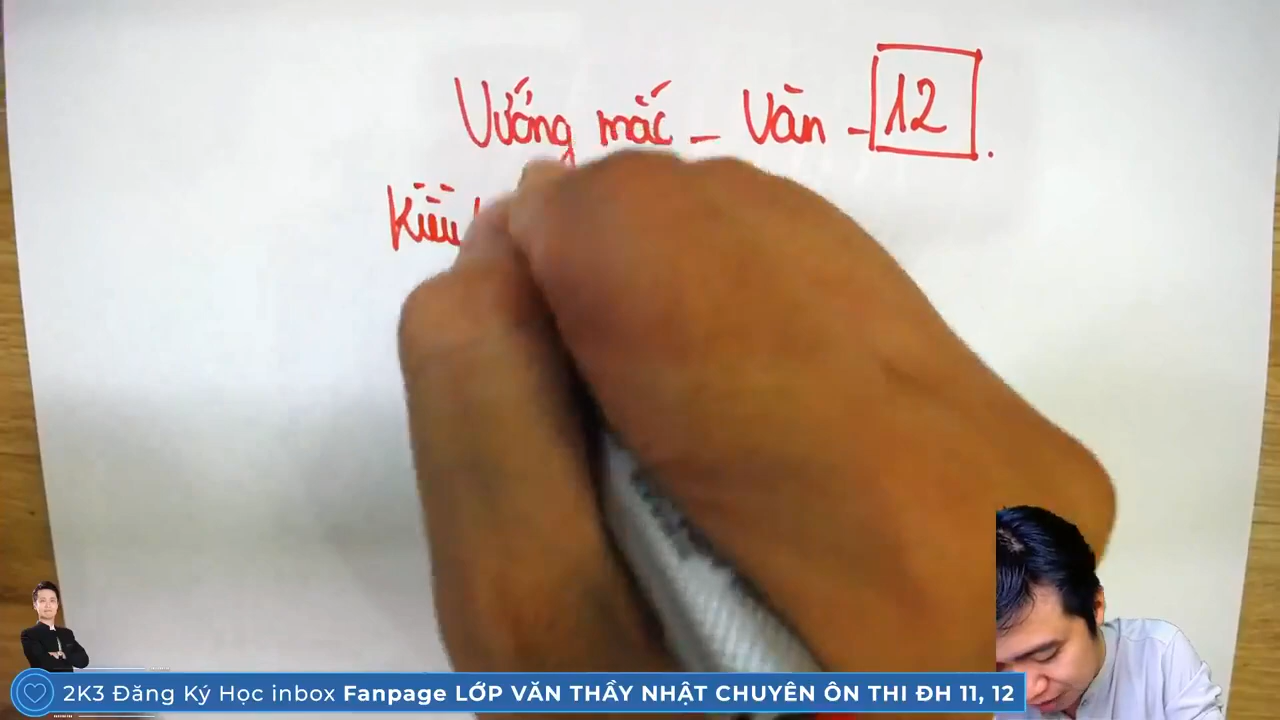 Vướng mắc - Văn - 12.
2K3 Đăng Ký Học inbox Fanpage LỚP VĂN THẦY NHẬT CHUYÊN ÔN THI ĐH 11, 12